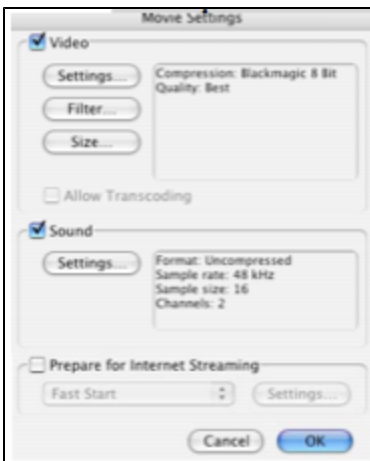 Movie Settings
Video
Settings...
Compression: Blackmagic 8 Bit
Quality: Best
Filter...
Size...
Allow Transcoding
Sound
Settings...
Format: Uncompressed
Sample rate: 48 kHz
Sample size: 16
Channels: 2
Prepare for Internet Streaming
Fast Start
Settings...
Cancel
OK